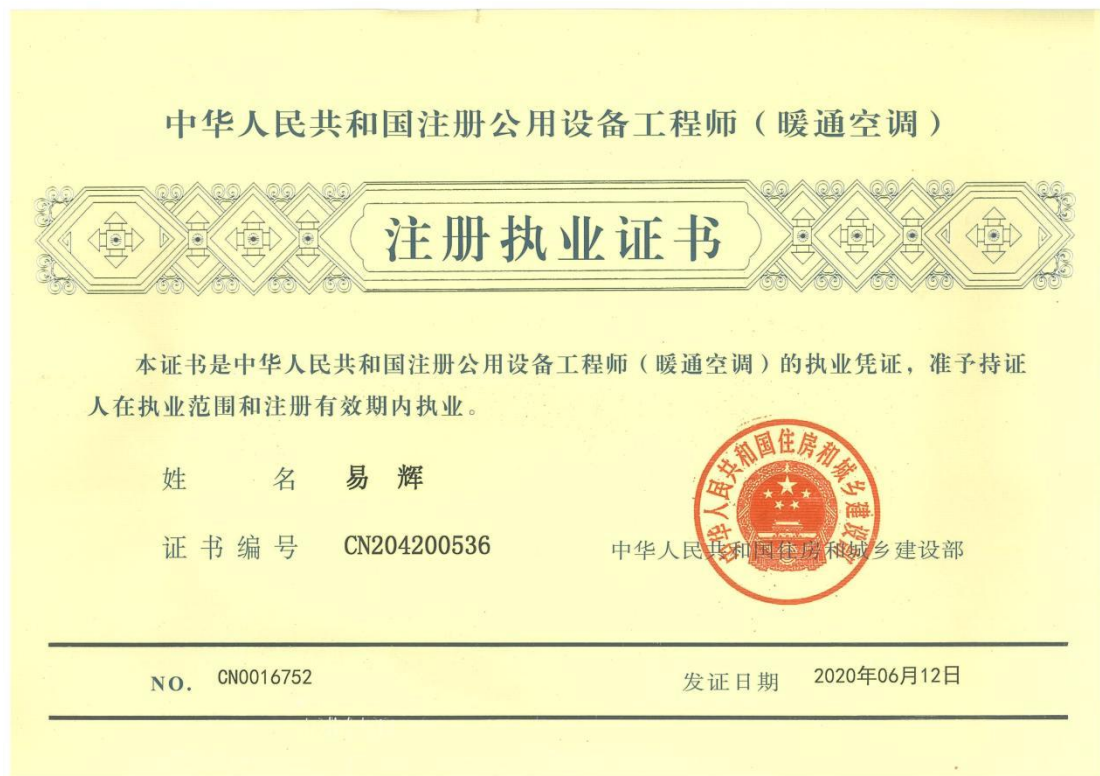 中华人民共和国注册公用设备工程师（暖通空调）
注册执业证书
本证书是中华人民共和国注册公用设备工程师（暖通空调）的执业凭证，准予持证
人在执业范围和注册有效期内执业。
姓 名 易 辉
证书编号 CN204200536
中华人民共和国住房和城乡建设部
中华人民共和国住房和城乡建设部
NO. CN0016752 发证日期 2020年06月12日